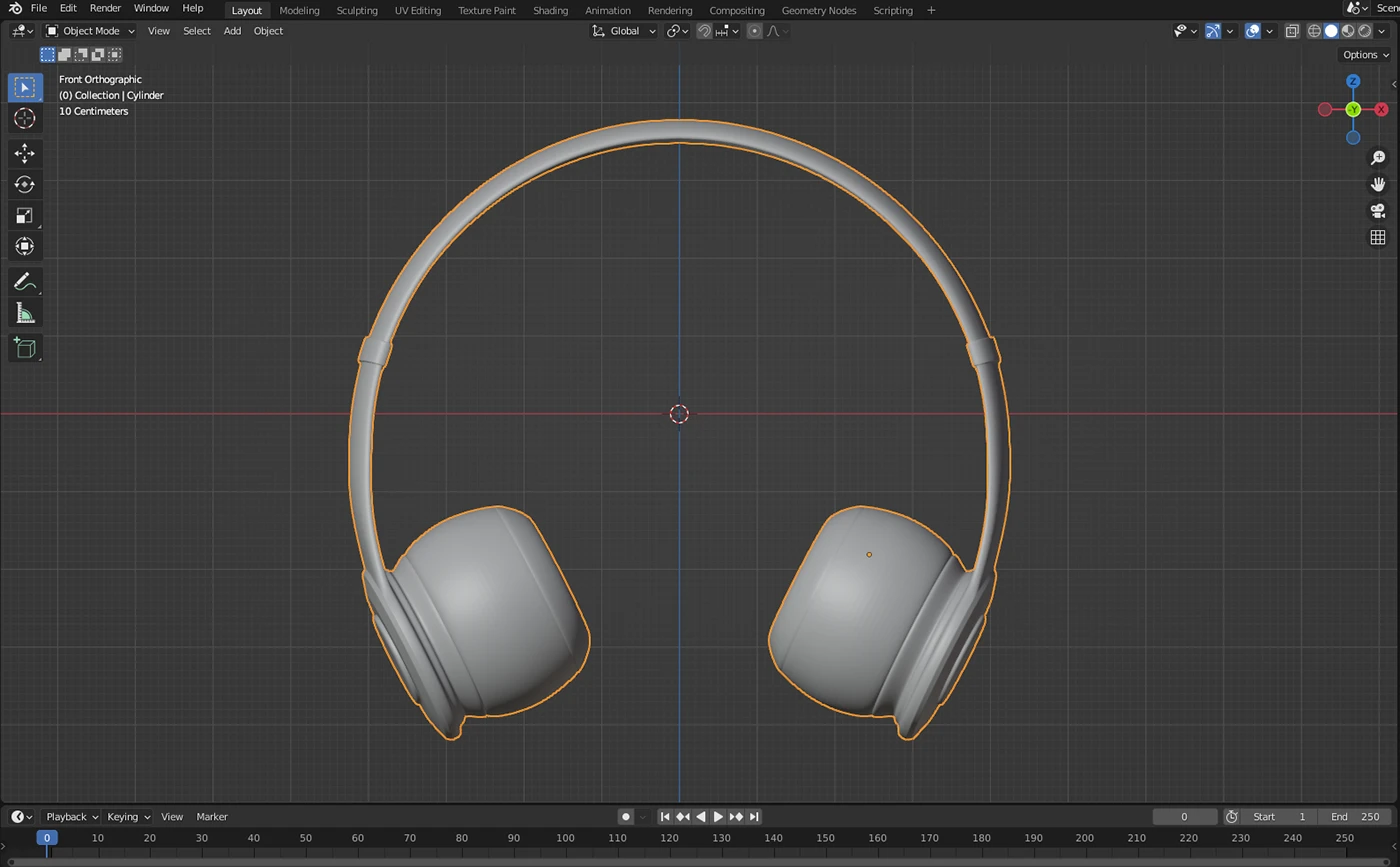 File Edit Render Window Help Layout Modeling Sculpting UV Editing Texture Paint Shading Animation Rendering Compositing Geometry Nodes Scripting + Scen
Object Mode View Select Add Object Global
Options
Front Orthographic
(0) Collection | Cylinder
10 Centimeters
Z
-Y X
Playback Keying View Marker 0 Start 1 End 250
0 10 20 30 40 50 60 70 80 90 100 110 120 130 140 150 160 170 180 190 200 210 220 230 240 250